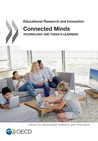 Educational Research and Innovation
Connected Minds
TECHNOLOGY AND TODAY'S LEARNERS
OECD